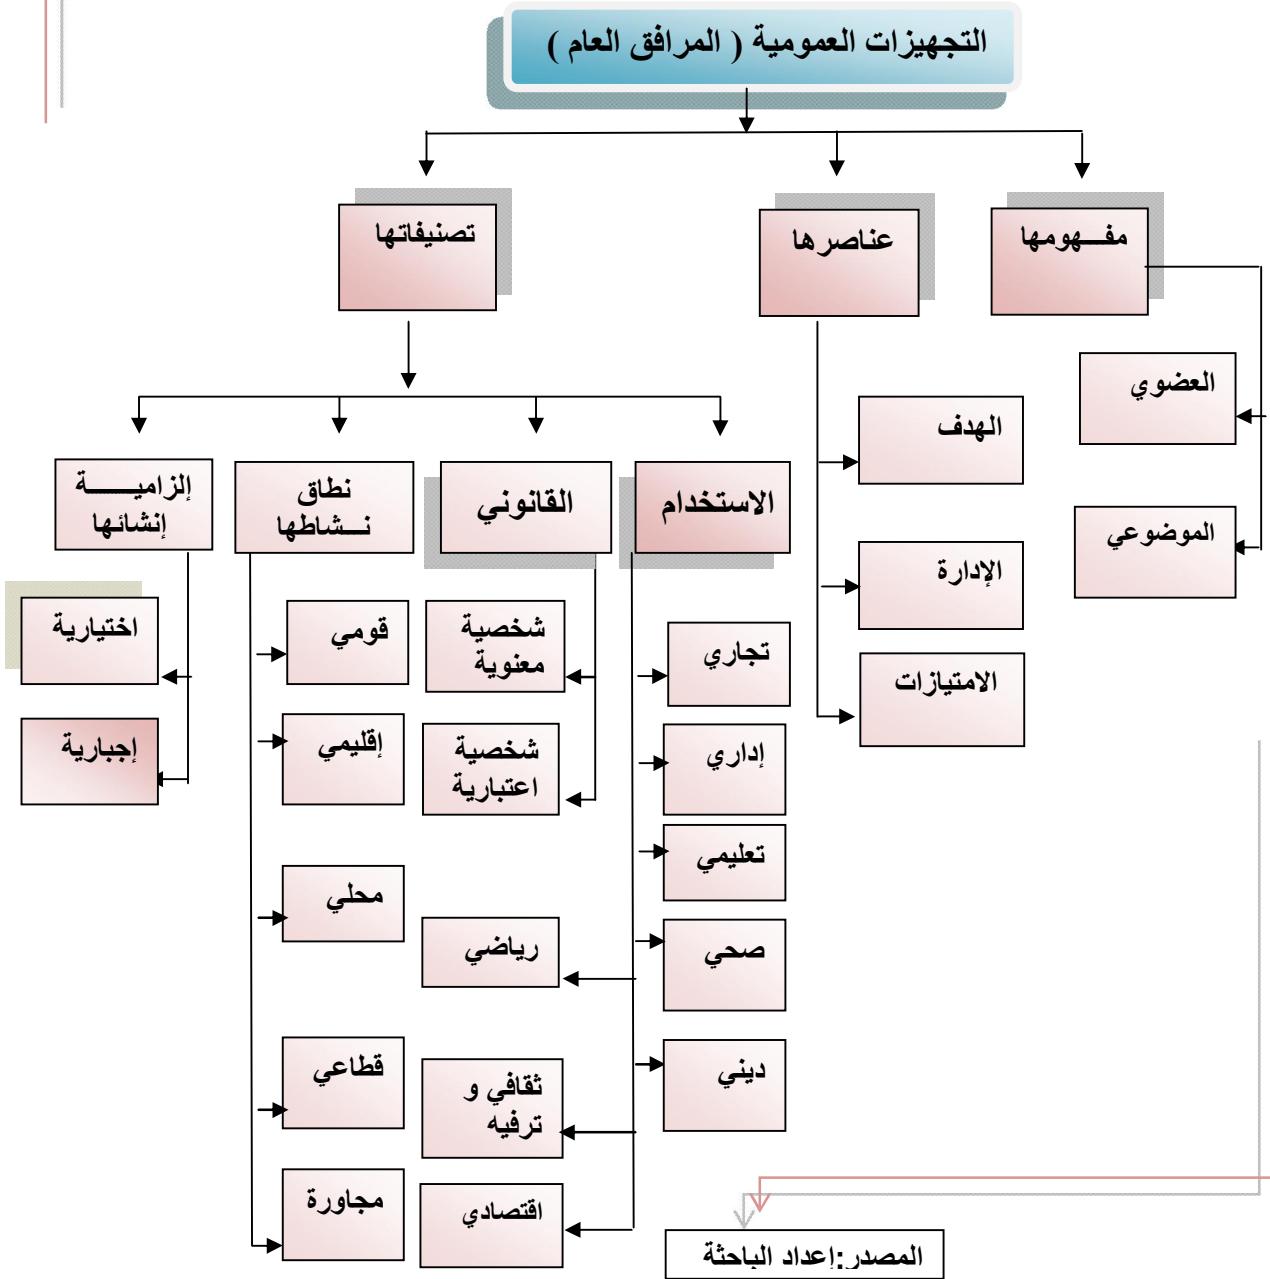 التجهيزات العمومية ( المرافق العام )
مفـــهومها
عناصرها
تصنيفاتها
العضوي
الموضوعي
الهدف
الإدارة
الامتيازات
الاستخدام
القانوني
نطاق
نــشاطها
إلزاميـــــة
إنشائها
تجاري
إداري
تعليمي
صحي
ديني
رياضي
ثقافي و
ترفيه
اقتصادي
شخصية
معنوية
شخصية
اعتبارية
قومي
إقليمي
محلي
قطاعي
مجاورة
اختيارية
إجبارية
المصدر:إعداد الباحثة